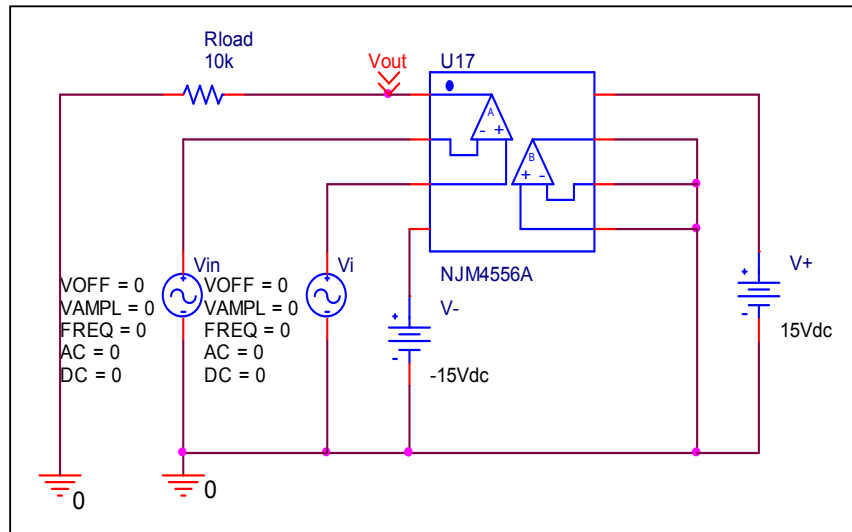 Rload
10k
Vout
U17
A
- +
B
+ -
NJM4556A
Vin
VOFF = 0
VAMPL = 0
FREQ = 0
AC = 0
DC = 0
Vi
VOFF = 0
VAMPL = 0
FREQ = 0
AC = 0
DC = 0
V-
-15Vdc
V+
15Vdc
0
0